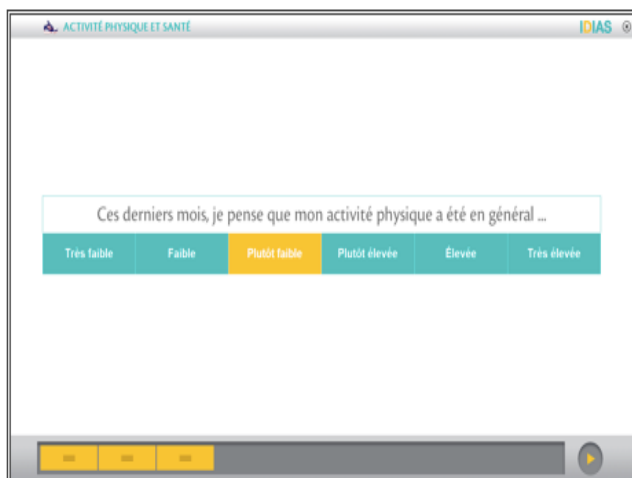 ACTIVITÉ PHYSIQUE ET SANTÉ IDIAS
Ces derniers mois, je pense que mon activité physique a été en général ...
Très faible Faible Plutôt faible Plutôt élevée Élevée Très élevée